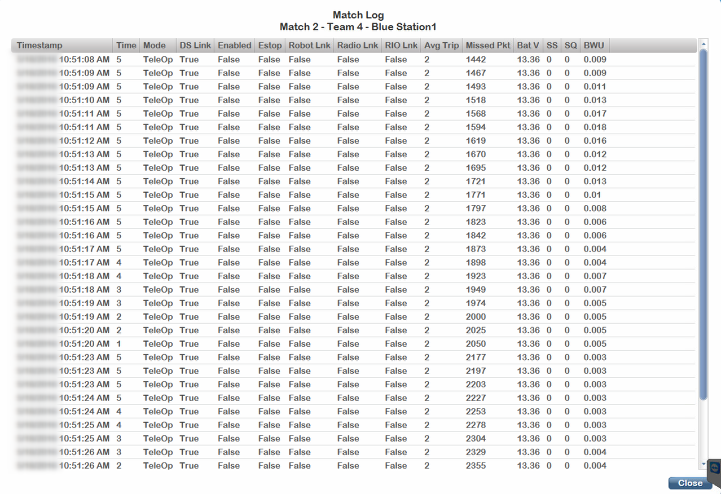 Match Log
Match 2 - Team 4 - Blue Station1
Timestamp Time Mode DS Link Enabled Estop Robot Lnk Radio Lnk RIO Lnk Avg Trip Missed Pkt Bat V SS SQ BWU
10:51:08 AM 5 TeleOp True False False False False False 2 1442 13.36 0 0 0.009
10:51:09 AM 5 TeleOp True False False False False False 2 1467 13.36 0 0 0.009
10:51:09 AM 5 TeleOp True False False False False False 2 1493 13.36 0 0 0.011
10:51:10 AM 5 TeleOp True False False False False False 2 1518 13.36 0 0 0.013
10:51:11 AM 5 TeleOp True False False False False False 2 1568 13.36 0 0 0.017
10:51:11 AM 5 TeleOp True False False False False False 2 1594 13.36 0 0 0.018
10:51:12 AM 5 TeleOp True False False False False False 2 1619 13.36 0 0 0.016
10:51:13 AM 5 TeleOp True False False False False False 2 1670 13.36 0 0 0.012
10:51:13 AM 5 TeleOp True False False False False False 2 1695 13.36 0 0 0.012
10:51:14 AM 5 TeleOp True False False False False False 2 1721 13.36 0 0 0.013
10:51:15 AM 5 TeleOp True False False False False False 2 1771 13.36 0 0 0.01
10:51:15 AM 5 TeleOp True False False False False False 2 1797 13.36 0 0 0.008
10:51:16 AM 5 TeleOp True False False False False False 2 1823 13.36 0 0 0.006
10:51:16 AM 5 TeleOp True False False False False False 2 1842 13.36 0 0 0.006
10:51:17 AM 5 TeleOp True False False False False False 2 1873 13.36 0 0 0.004
10:51:17 AM 4 TeleOp True False False False False False 2 1898 13.36 0 0 0.004
10:51:18 AM 4 TeleOp True False False False False False 2 1923 13.36 0 0 0.007
10:51:18 AM 3 TeleOp True False False False False False 2 1949 13.36 0 0 0.007
10:51:19 AM 3 TeleOp True False False False False False 2 1974 13.36 0 0 0.005
10:51:19 AM 2 TeleOp True False False False False False 2 2000 13.36 0 0 0.005
10:51:20 AM 2 TeleOp True False False False False False 2 2025 13.36 0 0 0.005
10:51:20 AM 1 TeleOp True False False False False False 2 2050 13.36 0 0 0.005
10:51:23 AM 5 TeleOp True False False False False False 2 2177 13.36 0 0 0.003
10:51:23 AM 5 TeleOp True False False False False False 2 2197 13.36 0 0 0.003
10:51:23 AM 5 TeleOp True False False False False False 2 2203 13.36 0 0 0.003
10:51:24 AM 5 TeleOp True False False False False False 2 2227 13.36 0 0 0.003
10:51:24 AM 4 TeleOp True False False False False False 2 2253 13.36 0 0 0.003
10:51:25 AM 4 TeleOp True False False False False False 2 2278 13.36 0 0 0.003
10:51:25 AM 3 TeleOp True False False False False False 2 2304 13.36 0 0 0.003
10:51:26 AM 3 TeleOp True False False False False False 2 2329 13.36 0 0 0.004
10:51:26 AM 2 TeleOp True False False False False False 2 2355 13.36 0 0 0.004
Close